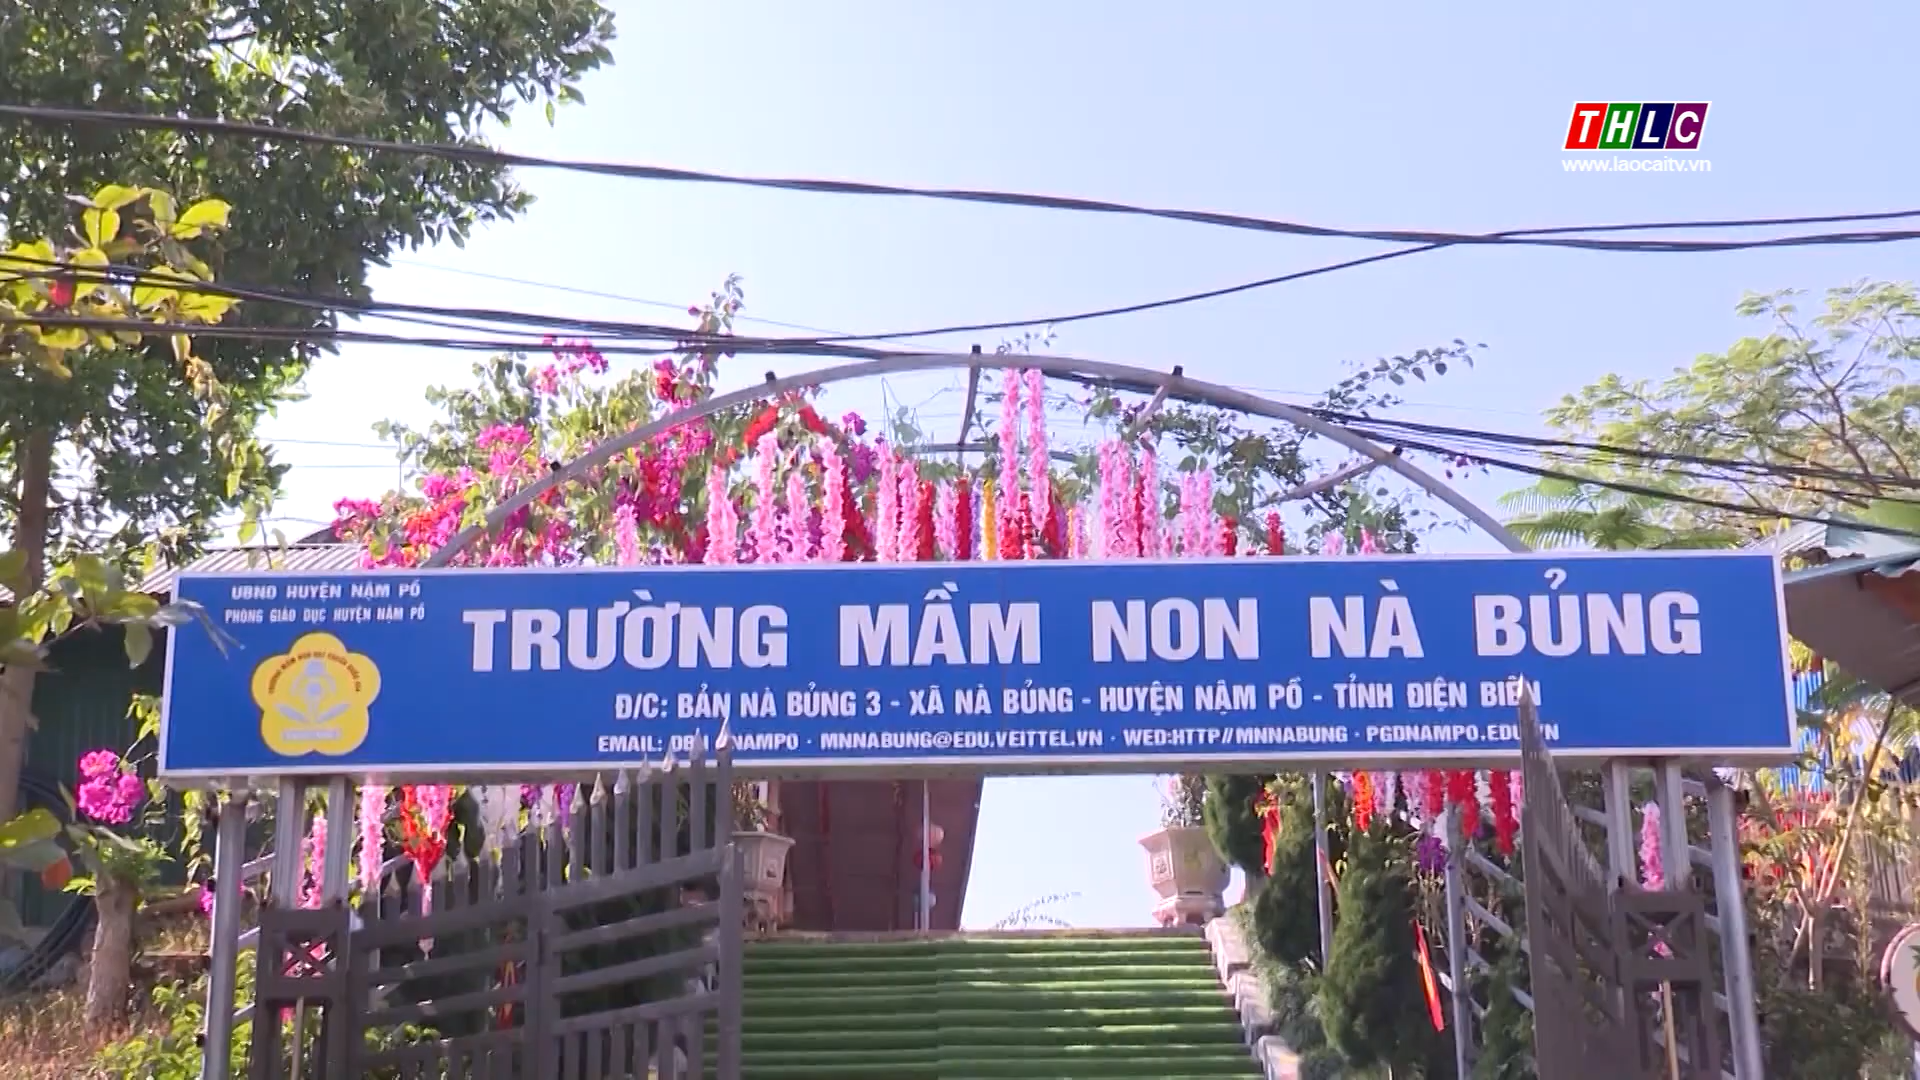 THLC
www.laocaitv.vn
UBND HUYỆN NẬM PỒ
PHÒNG GIÁO DỤC HUYỆN NẬM PỒ
TRƯỜNG MẦM NON NÀ BỦNG
Đ/C: BẢN NÀ BỦNG 3 - XÃ NÀ BỦNG - HUYỆN NẬM PỒ - TỈNH ĐIỆN BIÊN
EMAIL: NAMPO · MNNABUNG@EDU.VEITTEL.VN · WED:HTTP//MNNABUNG · PGDNAMPO.EDU.VN